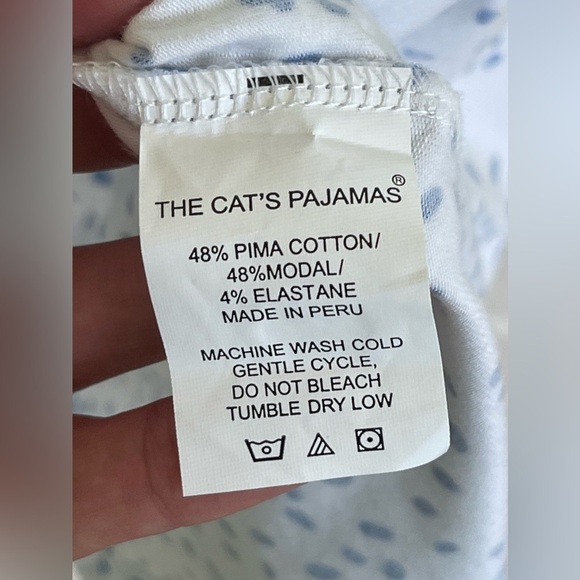 THE CAT'S PAJAMAS®
48% PIMA COTTON/
48%MODAL/
4% ELASTANE
MADE IN PERU
MACHINE WASH COLD
GENTLE CYCLE,
DO NOT BLEACH
TUMBLE DRY LOW